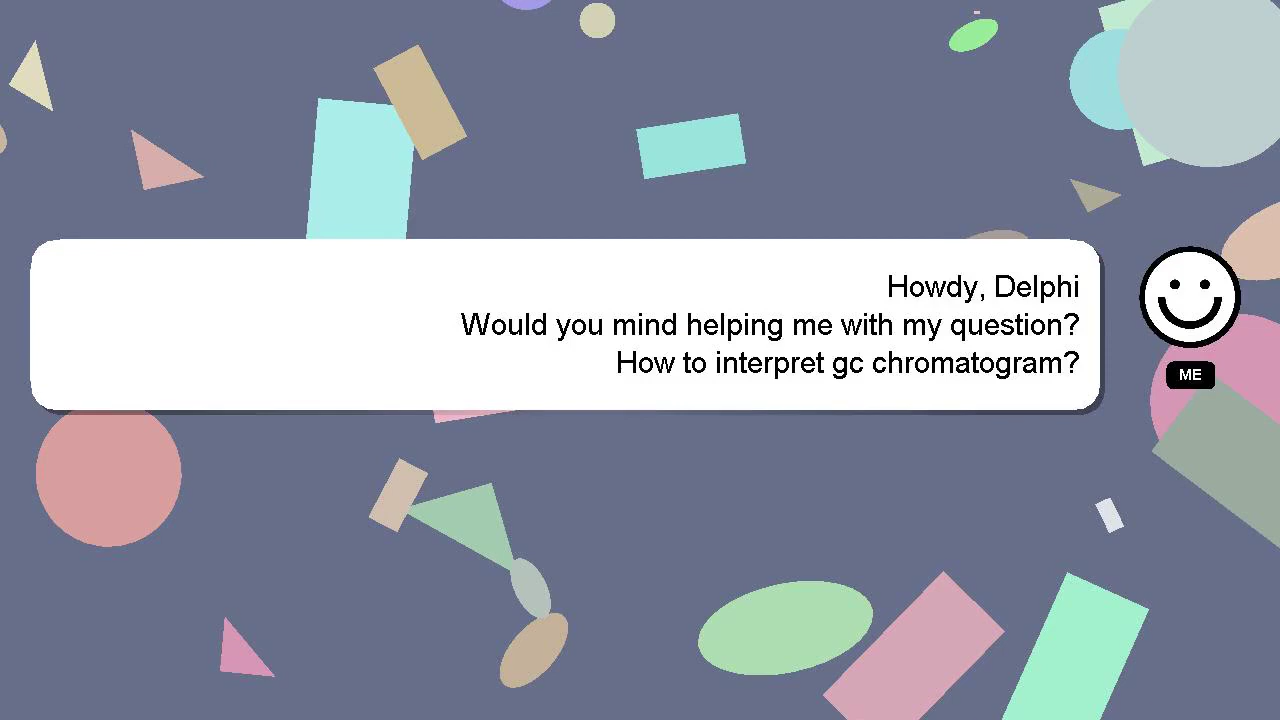 Howdy, Delphi
Would you mind helping me with my question?
How to interpret gc chromatogram?
ME